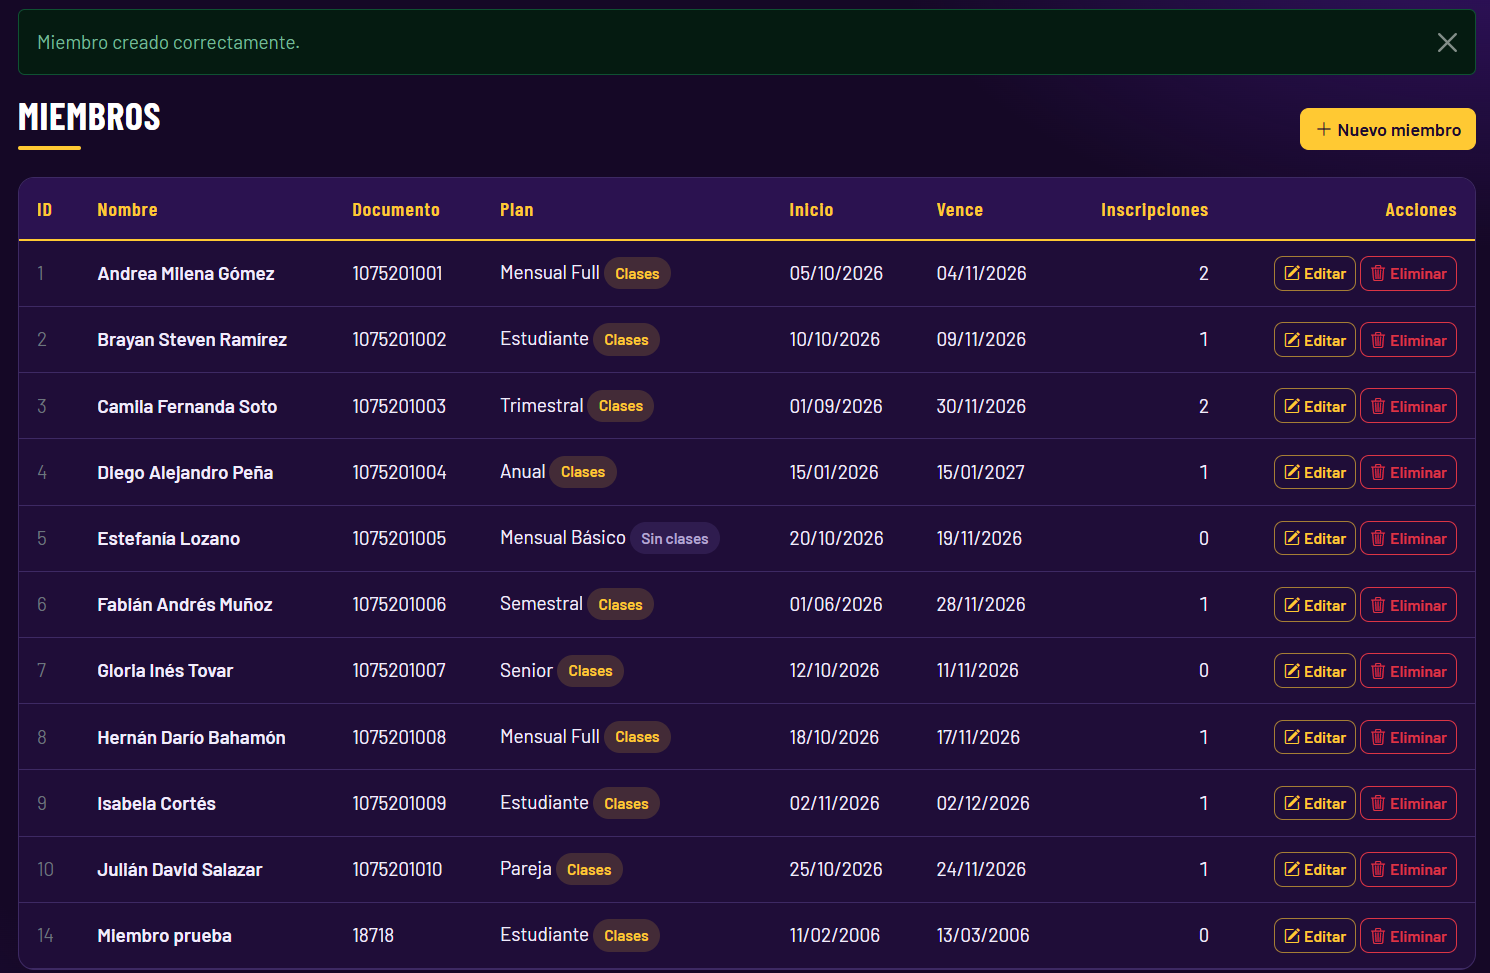 Miembro creado correctamente.
MIEMBROS
+ Nuevo miembro
ID Nombre Documento Plan Inicio Vence Inscripciones Acciones
1 Andrea Milena Gómez 1075201001 Mensual Full Clases 05/10/2026 04/11/2026 2 Editar Eliminar
2 Brayan Steven Ramírez 1075201002 Estudiante Clases 10/10/2026 09/11/2026 1 Editar Eliminar
3 Camila Fernanda Soto 1075201003 Trimestral Clases 01/09/2026 30/11/2026 2 Editar Eliminar
4 Diego Alejandro Peña 1075201004 Anual Clases 15/01/2026 15/01/2027 1 Editar Eliminar
5 Estefanía Lozano 1075201005 Mensual Básico Sin clases 20/10/2026 19/11/2026 0 Editar Eliminar
6 Fabián Andrés Muñoz 1075201006 Semestral Clases 01/06/2026 28/11/2026 1 Editar Eliminar
7 Gloria Inés Tovar 1075201007 Senior Clases 12/10/2026 11/11/2026 0 Editar Eliminar
8 Hernán Darío Bahamón 1075201008 Mensual Full Clases 18/10/2026 17/11/2026 1 Editar Eliminar
9 Isabela Cortés 1075201009 Estudiante Clases 02/11/2026 02/12/2026 1 Editar Eliminar
10 Julián David Salazar 1075201010 Pareja Clases 25/10/2026 24/11/2026 1 Editar Eliminar
14 Miembro prueba 18718 Estudiante Clases 11/02/2006 13/03/2006 0 Editar Eliminar